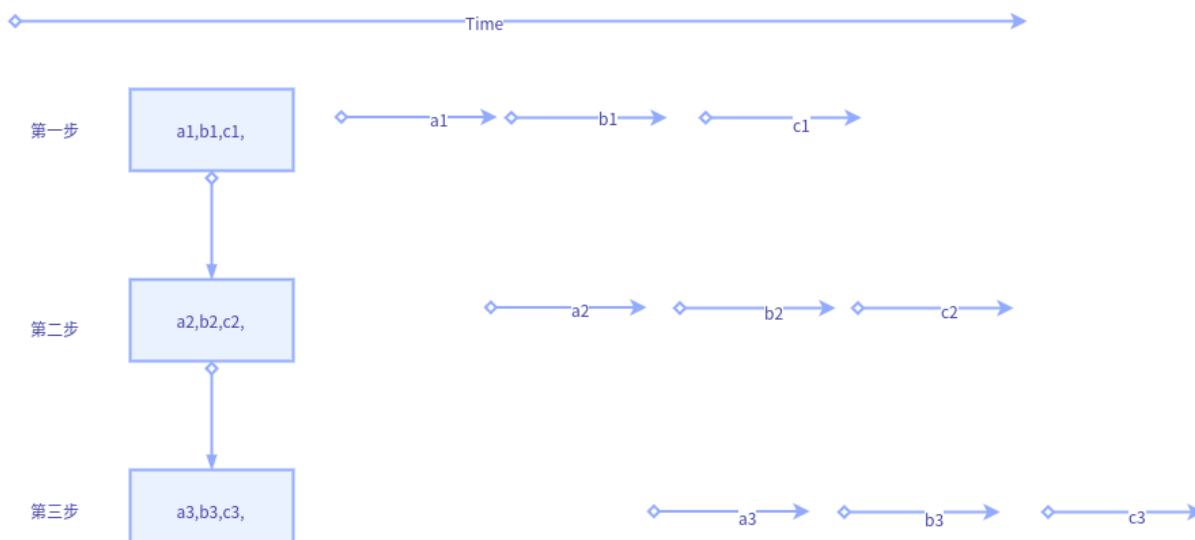 Time
第一步
a1,b1,c1,
a1
b1
c1
第二步
a2,b2,c2,
a2
b2
c2
第三步
a3,b3,c3,
a3
b3
c3